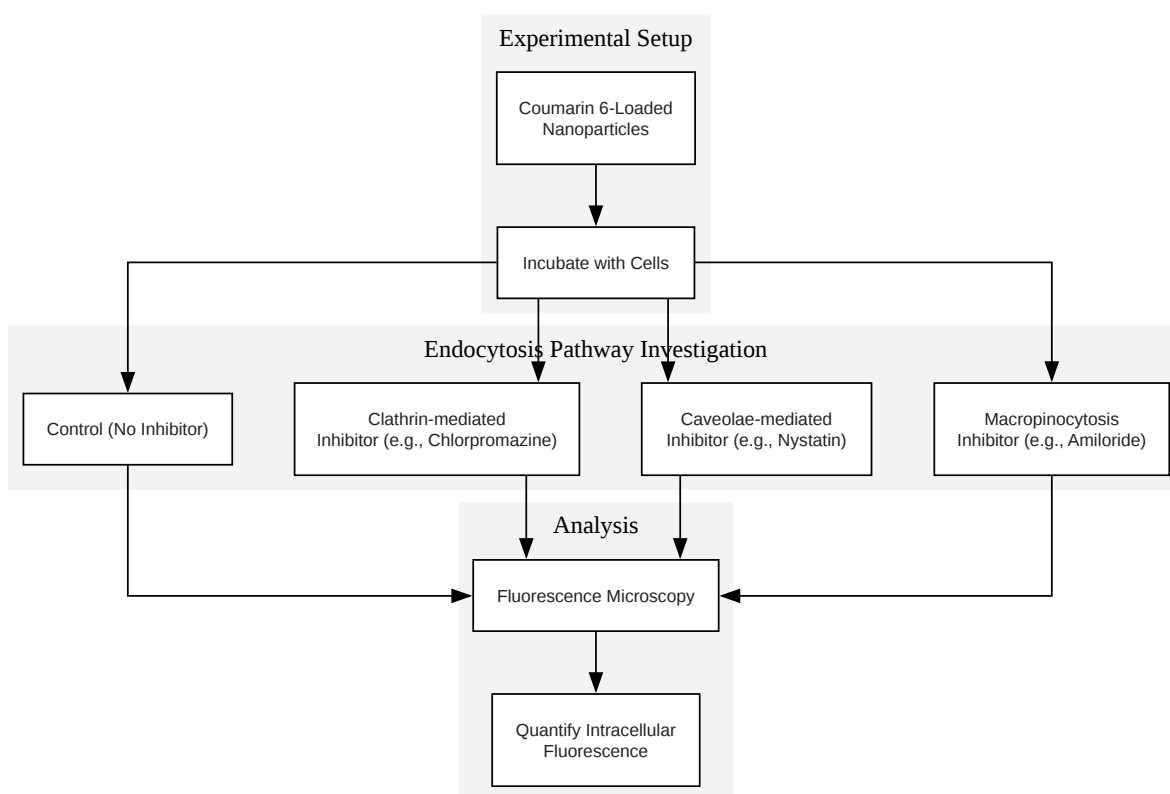 Experimental Setup
Coumarin 6-Loaded
Nanoparticles
Incubate with Cells
Endocytosis Pathway Investigation
Control (No Inhibitor)
Clathrin-mediated
Inhibitor (e.g., Chlorpromazine)
Caveolae-mediated
Inhibitor (e.g., Nystatin)
Macropinocytosis
Inhibitor (e.g., Amiloride)
Analysis
Fluorescence Microscopy
Quantify Intracellular
Fluorescence